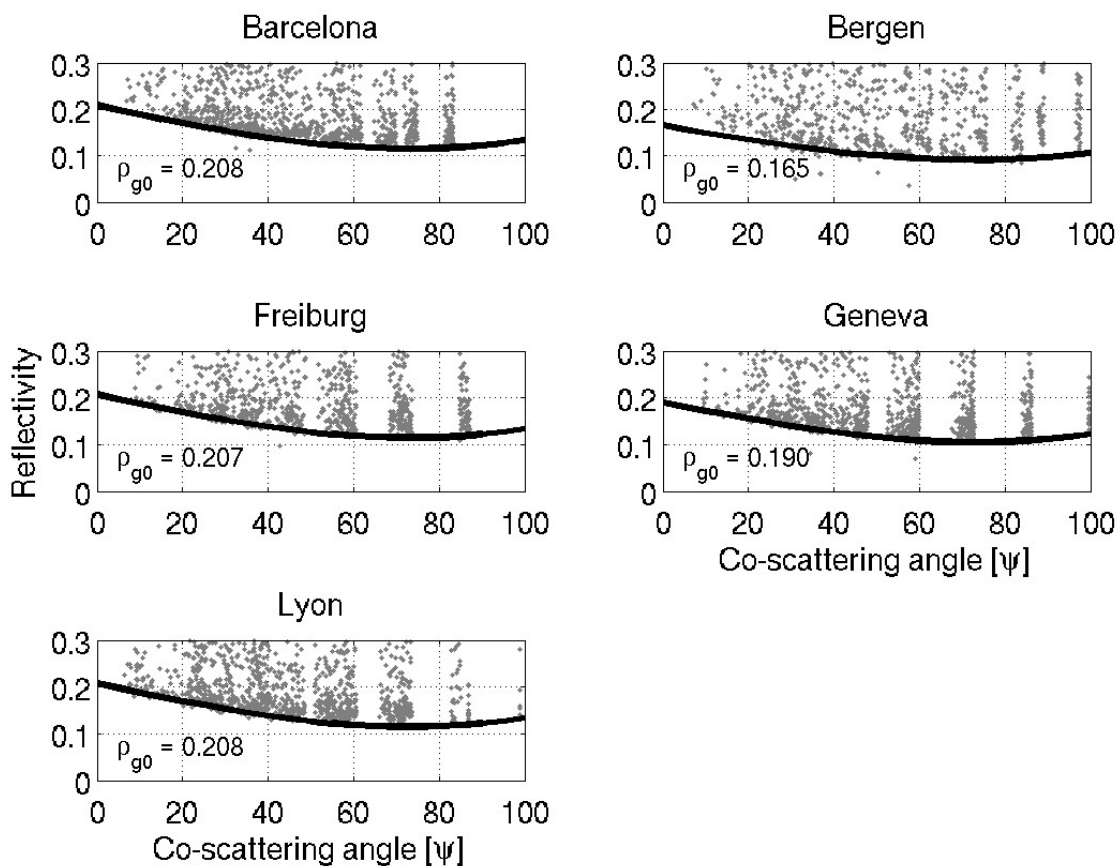 Barcelona
0.3
0.2
0.1
0
ρg0 = 0.208
0 20 40 60 80 100
Bergen
0.3
0.2
0.1
0
ρg0 = 0.165
0 20 40 60 80 100
Reflectivity
Freiburg
0.3
0.2
0.1
0
ρg0 = 0.207
0 20 40 60 80 100
Geneva
0.3
0.2
0.1
0
ρg0 = 0.190
0 20 40 60 80 100
Co-scattering angle [ψ]
Lyon
0.3
0.2
0.1
0
ρg0 = 0.208
0 20 40 60 80 100
Co-scattering angle [ψ]